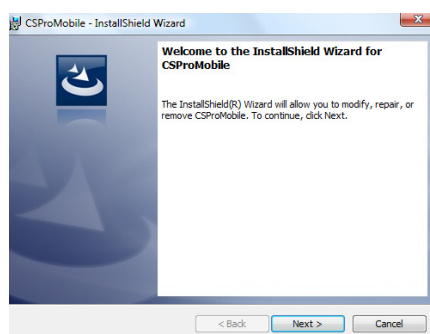 CSProMobile - InstallShield Wizard
Welcome to the InstallShield Wizard for
CSProMobile
The InstallShield(R) Wizard will allow you to modify, repair, or
remove CSProMobile. To continue, click Next.
< Back
Next >
Cancel